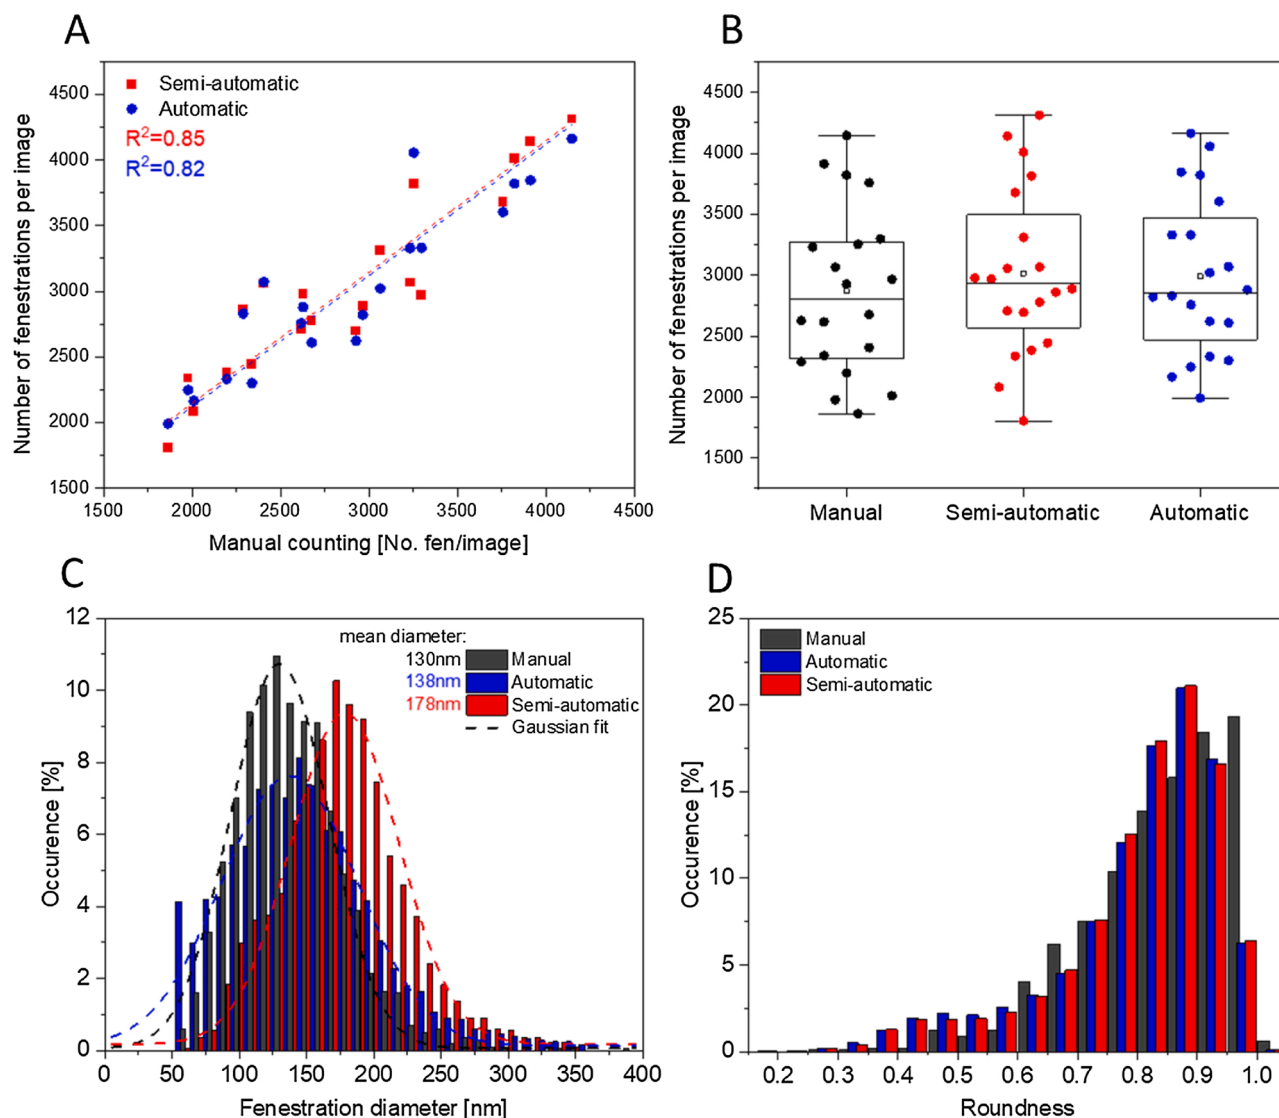 A
Semi-automatic
Automatic
R2=0.85
R2=0.82
Number of fenestrations per image
4500
4000
3500
3000
2500
2000
1500
1500 2000 2500 3000 3500 4000 4500
Manual counting [No. fen/image]
B
Number of fenestrations per image
4500
4000
3500
3000
2500
2000
1500
Manual Semi-automatic Automatic
C
mean diameter:
130nm Manual
138nm Automatic
178nm Semi-automatic
Gaussian fit
Occurence [%]
12
10
8
6
4
2
0
0 50 100 150 200 250 300 350 400
Fenestration diameter [nm]
D
Manual
Automatic
Semi-automatic
Occurence [%]
25
20
15
10
5
0
0.2 0.3 0.4 0.5 0.6 0.7 0.8 0.9 1.0
Roundness